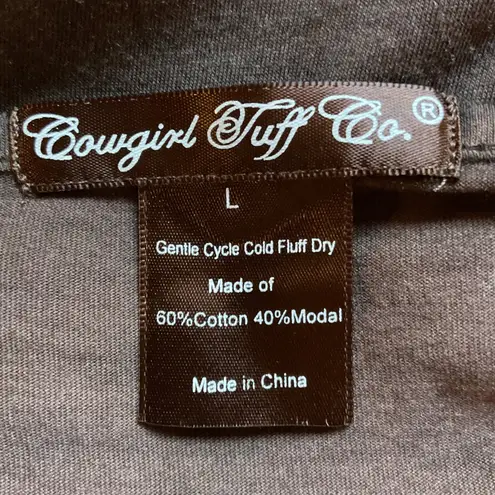 Cowgirl Tuff Co.®
L
Gentle Cycle Cold Fluff Dry
Made of
60%Cotton 40%Modal
Made in China